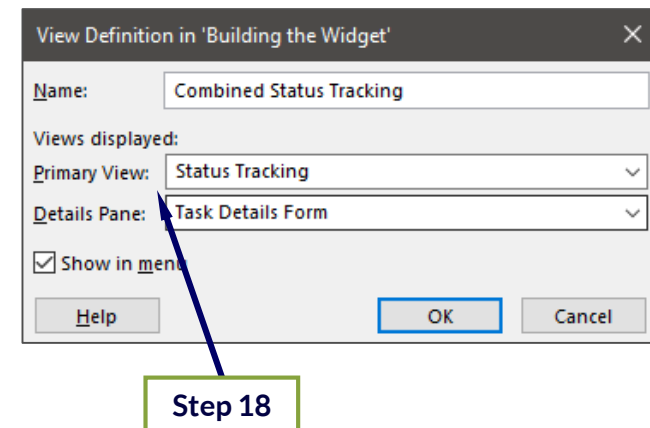 View Definition in 'Building the Widget'
Name: Combined Status Tracking
Views displayed:
Primary View: Status Tracking
Details Pane: Task Details Form
Show in menu
Help OK Cancel
Step 18